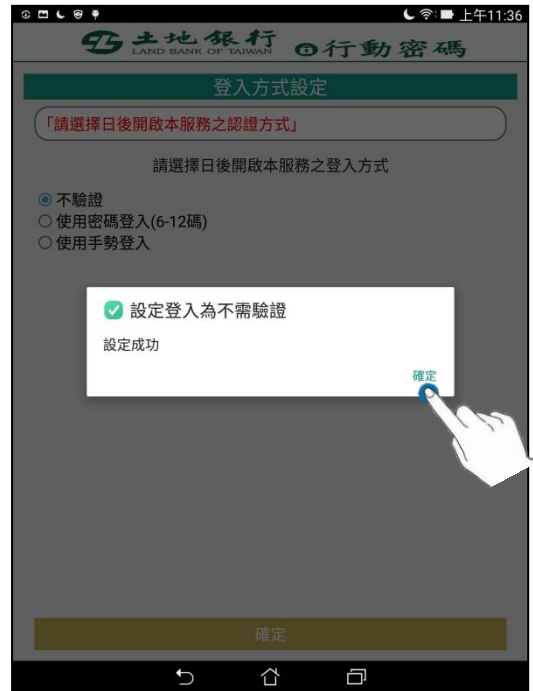 上午11:36
土地銀行
LAND BANK OF TAIWAN
行動密碼
登入方式設定
「請選擇日後開啟本服務之認證方式」
請選擇日後開啟本服務之登入方式
不驗證
使用密碼登入(6-12碼)
使用手勢登入
設定登入為不需驗證
設定成功
確定
確定